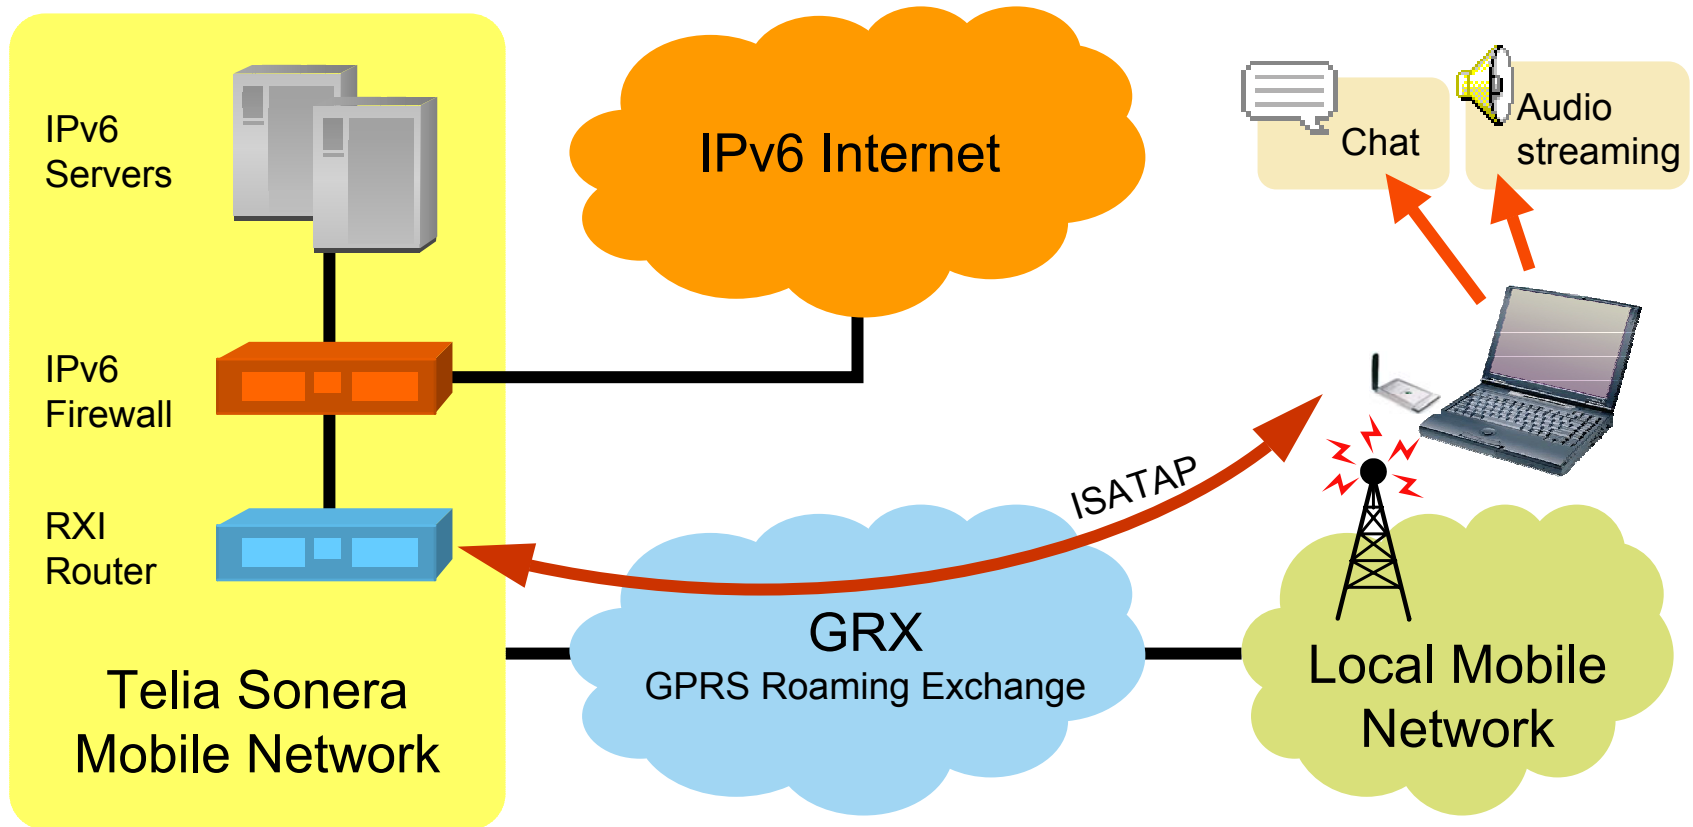 IPv6
Servers
IPv6 Internet
Chat
Audio
streaming
IPv6
Firewall
ISATAP
RXI
Router
GRX
GPRS Roaming Exchange
Telia Sonera
Mobile Network
Local Mobile
Network